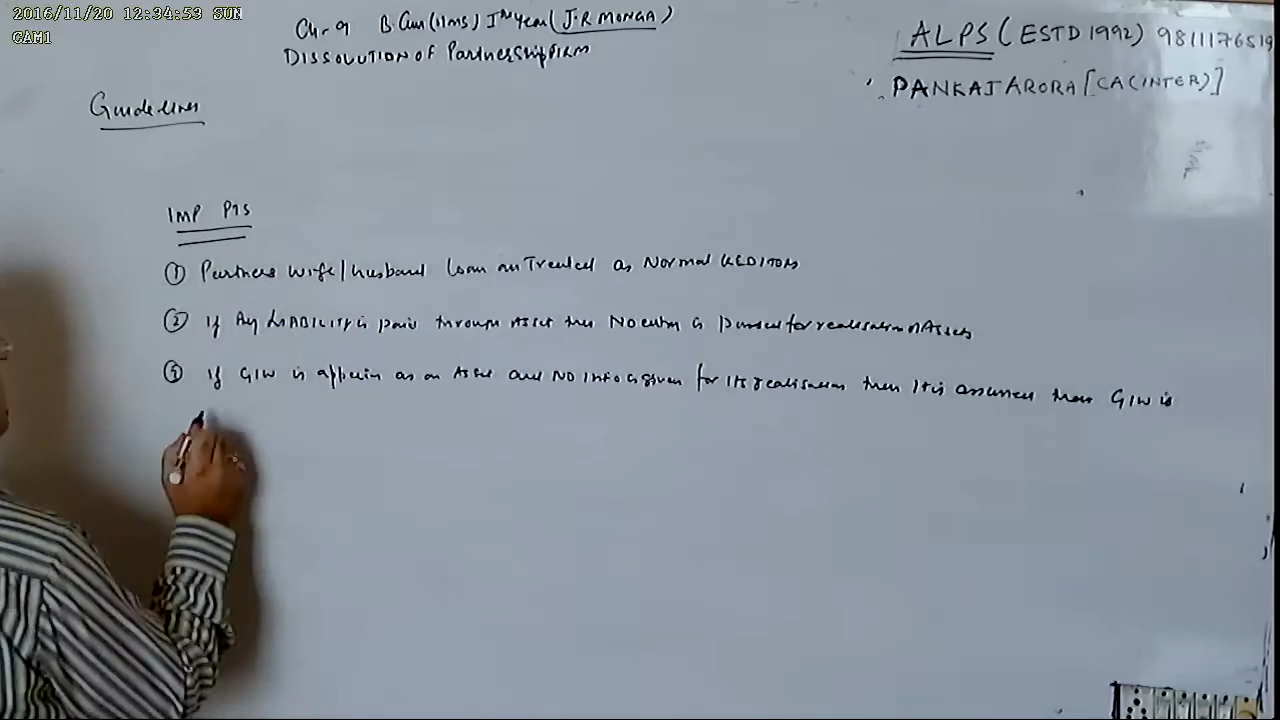 2016/11/20 12:34:53 SUN
CAM1
Ch-9 B Com (Hons) Ist Year (J.R MONGA)
DISSOLUTION OF Partnership FIRM
ALPS (ESTD 1992) 9811176519
PANKAJ ARORA [CA (INTER)]
Guidelines
IMP PTS
① Partners wife/husband loan are Treated as Normal CREDITORS
② If Any LIABILITY is paid through Asset then NO entry is passed for realisation of Assets
③ If G/W is appearing as an Asset and NO info is given for its realisation then It is assumed that G/W is